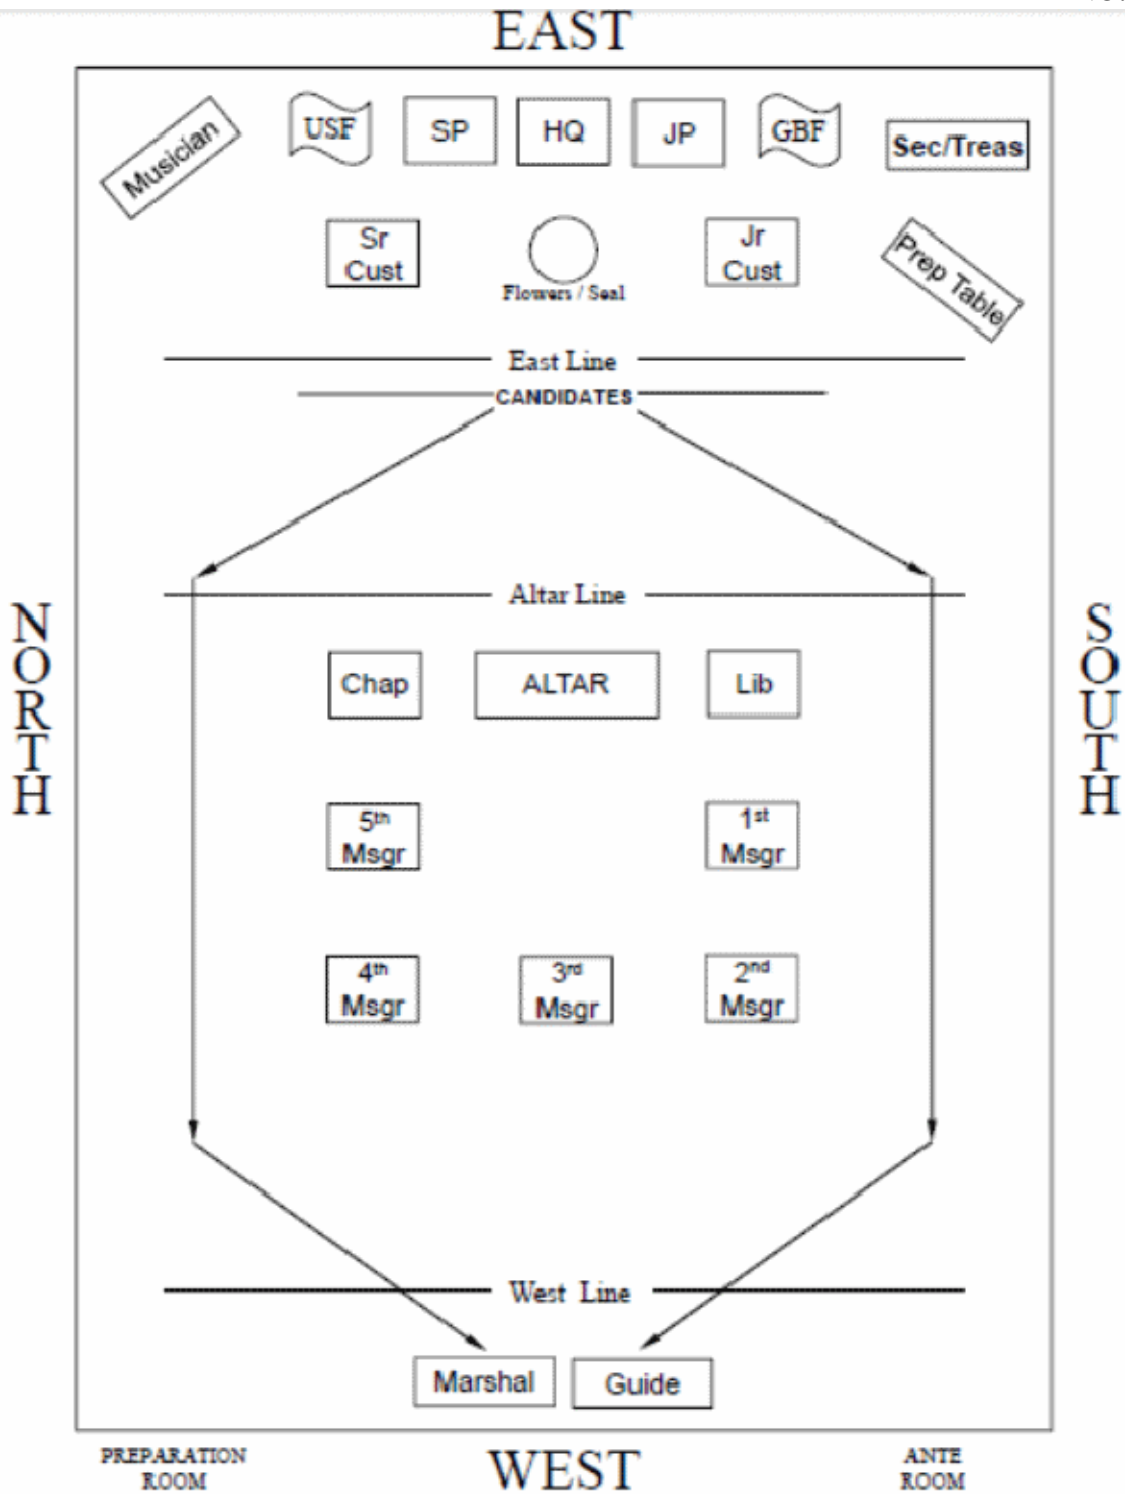 EAST
Musician
USF
SP
HQ
JP
GBF
Sec/Treas
Sr
Cust
Flowers / Seal
Jr
Cust
Prep Table
East Line
CANDIDATES
Altar Line
NORTH
SOUTH
Chap
ALTAR
Lib
5th
Msgr
1st
Msgr
4th
Msgr
3rd
Msgr
2nd
Msgr
West Line
Marshal
Guide
PREPARATION
ROOM
WEST
ANTE
ROOM